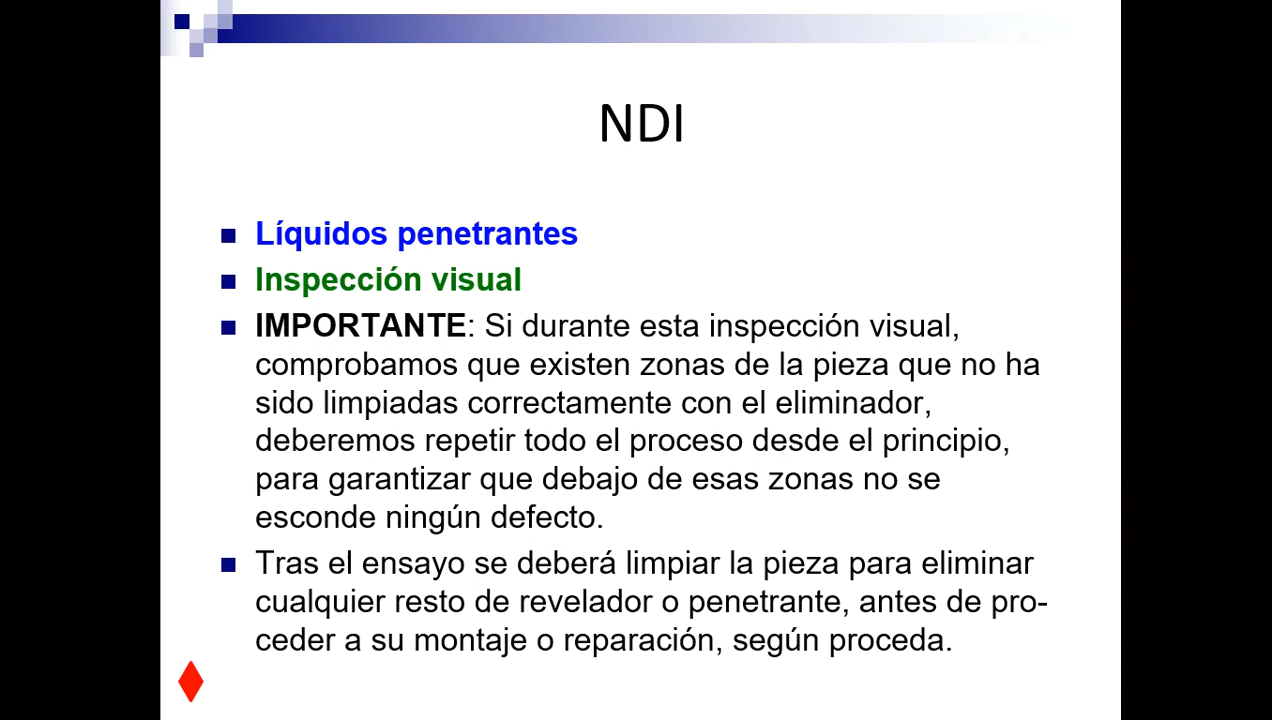 NDI
Líquidos penetrantes
Inspección visual
IMPORTANTE: Si durante esta inspección visual,
comprobamos que existen zonas de la pieza que no ha
sido limpiadas correctamente con el eliminador,
deberemos repetir todo el proceso desde el principio,
para garantizar que debajo de esas zonas no se
esconde ningún defecto.
Tras el ensayo se deberá limpiar la pieza para eliminar
cualquier resto de revelador o penetrante, antes de pro-
ceder a su montaje o reparación, según proceda.